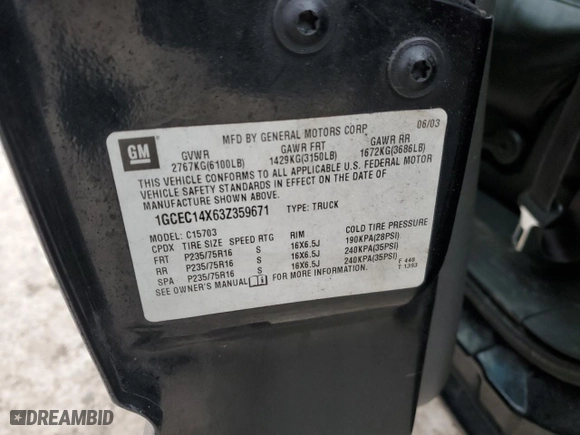 GM
MFD BY GENERAL MOTORS CORP. 06/03
GVWR GAWR FRT GAWR RR
2767KG(6100LB) 1429KG(3150LB) 1672KG(3686LB)
THIS VEHICLE CONFORMS TO ALL APPLICABLE U.S. FEDERAL MOTOR
VEHICLE SAFETY STANDARDS IN EFFECT ON THE DATE OF
MANUFACTURE SHOWN ABOVE.
1GCEC14X63Z359671 TYPE: TRUCK
MODEL: C15703
CPDX TIRE SIZE SPEED RTG RIM COLD TIRE PRESSURE
FRT P235/75R16 S 16X6.5J 190KPA(28PSI)
RR P235/75R16 S 16X6.5J 240KPA(35PSI)
SPA P235/75R16 S 16X6.5J 240KPA(35PSI)
SEE OWNER'S MANUAL FOR MORE INFORMATION.
F 449
T 1353
DREAMBID